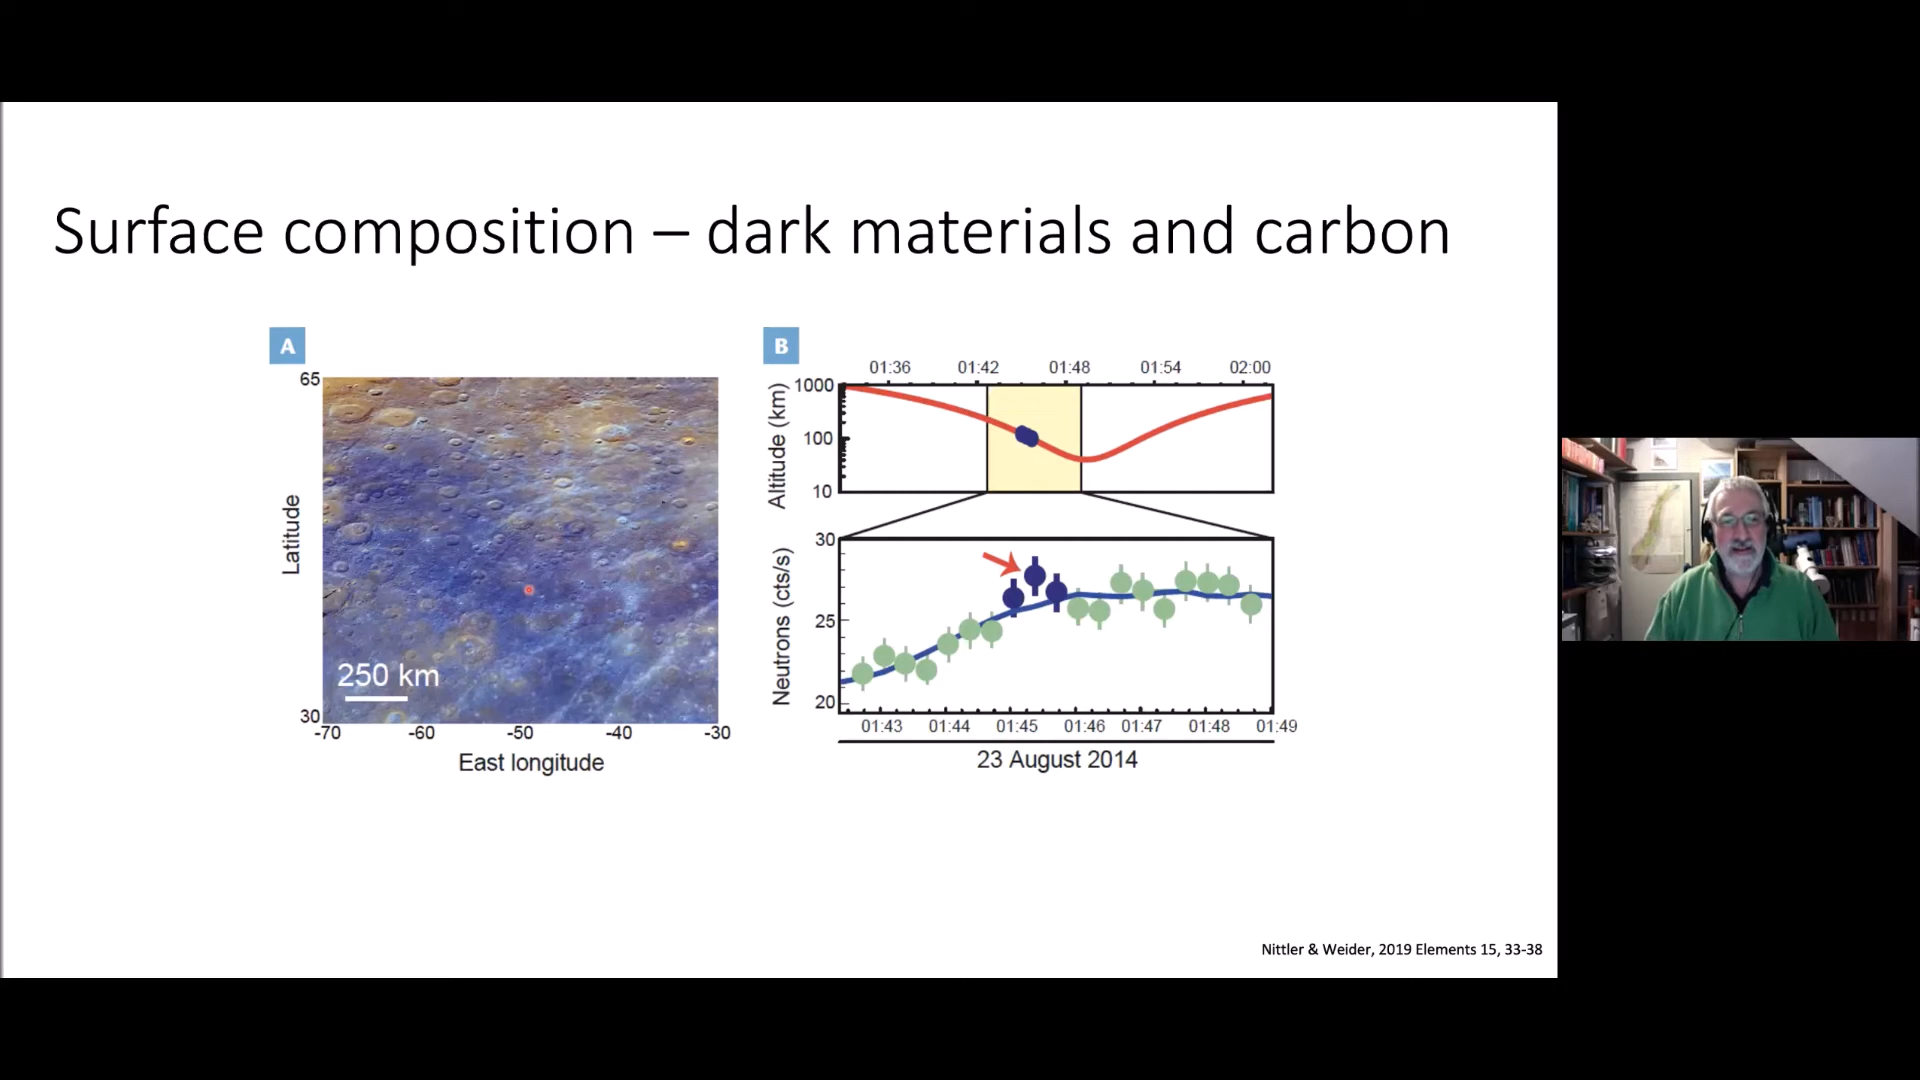 Surface composition – dark materials and carbon
A
65
Latitude
250 km
30
-70 -60 -50 -40 -30
East longitude
B
01:36 01:42 01:48 01:54 02:00
Altitude (km)
1000
100
10
Neutrons (cts/s)
30
25
20
01:43 01:44 01:45 01:46 01:47 01:48 01:49
23 August 2014
Nittler & Weider, 2019 Elements 15, 33-38